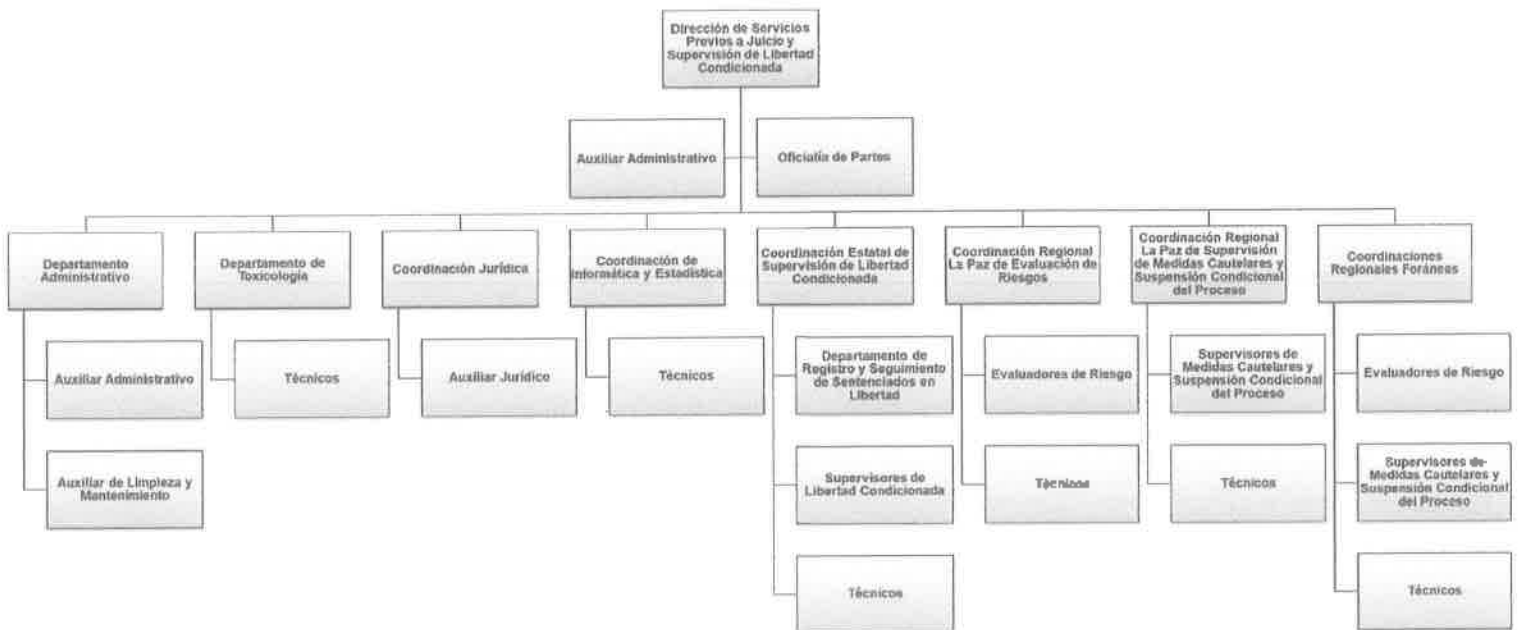 Dirección de Servicios
Previos a Juicio y
Supervisión de Libertad
Condicionada
Auxiliar Administrativo
Oficialía de Partes
Departamento
Administrativo
Departamento de
Toxicología
Coordinación Jurídica
Coordinación de
Informática y Estadística
Coordinación Estatal de
Supervisión de Libertad
Condicionada
Coordinación Regional
La Paz de Evaluación de
Riesgos
Coordinación Regional
La Paz de Supervisión
de Medidas Cautelares y
Suspensión Condicional
del Proceso
Coordinaciones
Regionales Foráneas
Auxiliar Administrativo
Técnicos
Auxiliar Jurídico
Técnicos
Departamento de
Registro y Seguimiento
de Sentenciados en
Libertad
Evaluadores de Riesgo
Supervisores de
Medidas Cautelares y
Suspensión Condicional
del Proceso
Evaluadores de Riesgo
Auxiliar de Limpieza y
Mantenimiento
Supervisores de
Libertad Condicionada
Técnicos
Técnicos
Supervisores de
Medidas Cautelares y
Suspensión Condicional
del Proceso
Técnicos
Técnicos